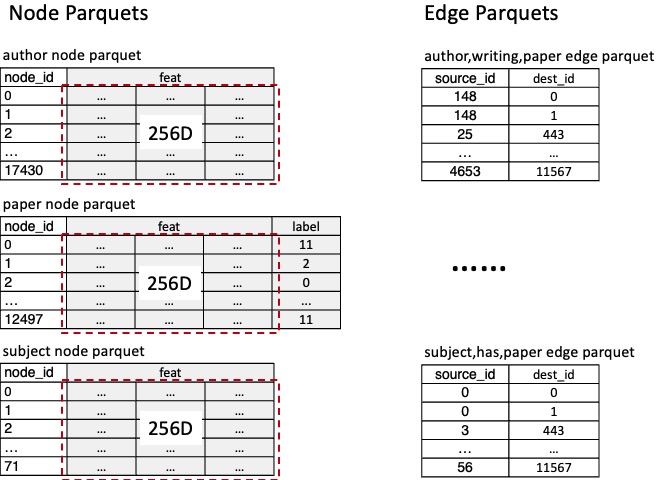 Node Parquets
author node parquet
node_id feat
0 ... ... ...
1 ... ... ...
2 ... 256D ...
... ... ... ...
17430 ... ... ...
paper node parquet
node_id feat label
0 ... ... ... 11
1 ... ... 2
2 ... 256D ... 0
... ... ... ... ...
12497 ... ... ... 11
subject node parquet
node_id feat
0 ... ... ...
1 ... ... ...
2 ... 256D ...
... ... ... ...
71 ... ... ...
Edge Parquets
author,writing,paper edge parquet
source_id dest_id
148 0
148 1
25 443
... ...
4653 11567
......
subject,has,paper edge parquet
source_id dest_id
0 0
0 1
3 443
... ...
56 11567